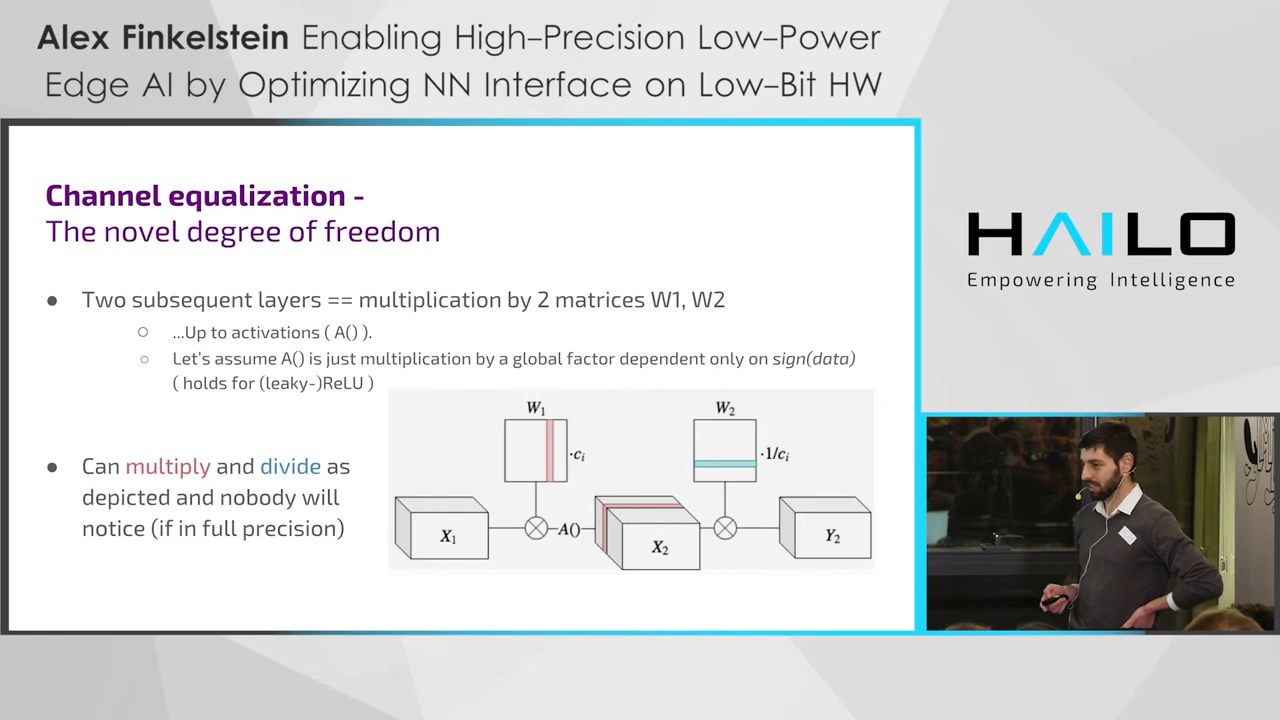 Alex Finkelstein Enabling High-Precision Low-Power
Edge AI by Optimizing NN Interface on Low-Bit HW
Channel equalization -
The novel degree of freedom
● Two subsequent layers == multiplication by 2 matrices W1, W2
○ ...Up to activations ( A() ).
○ Let's assume A() is just multiplication by a global factor dependent only on sign(data)
( holds for (leaky-)ReLU )
● Can multiply and divide as
depicted and nobody will
notice (if in full precision)
W₁
·cᵢ
W₂
·1/cᵢ
X₁
A()
X₂
Y₂
HAILO
Empowering Intelligence